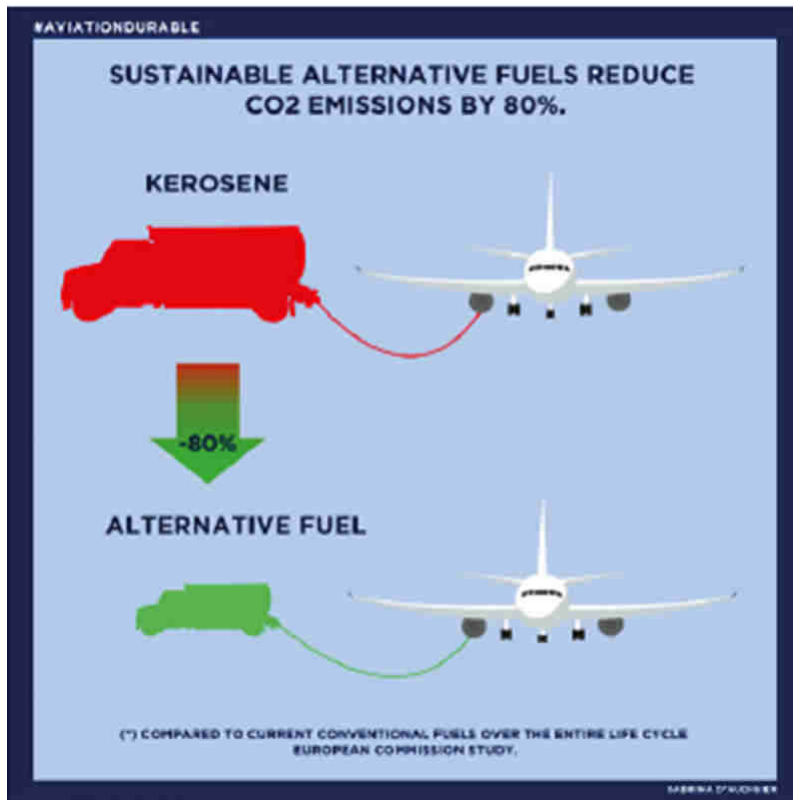 #AVIATIONDURABLE
SUSTAINABLE ALTERNATIVE FUELS REDUCE
CO2 EMISSIONS BY 80%.
KEROSENE
-80%
ALTERNATIVE FUEL
(*) COMPARED TO CURRENT CONVENTIONAL FUELS OVER THE ENTIRE LIFE CYCLE
EUROPEAN COMMISSION STUDY.
SABRINA